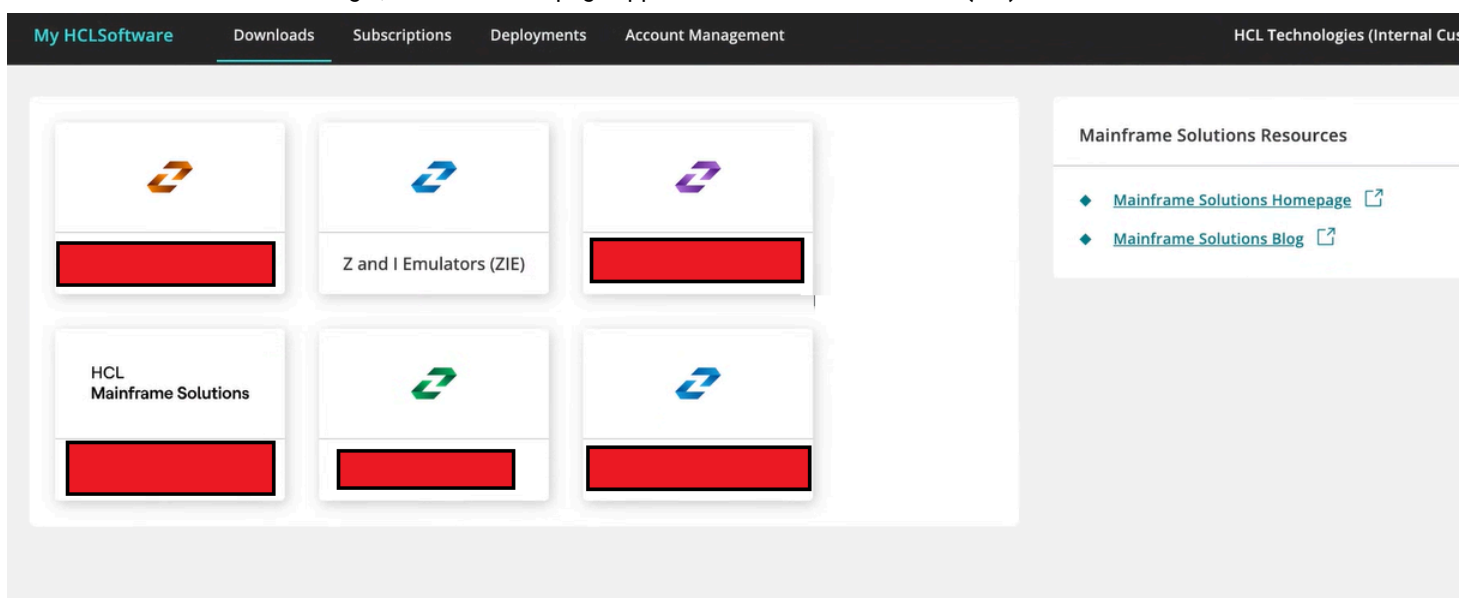 My HCLSoftware Downloads Subscriptions Deployments Account Management HCL Technologies (Internal Cus
Z and I Emulators (ZIE)
HCL
Mainframe Solutions
Mainframe Solutions Resources
Mainframe Solutions Homepage
Mainframe Solutions Blog